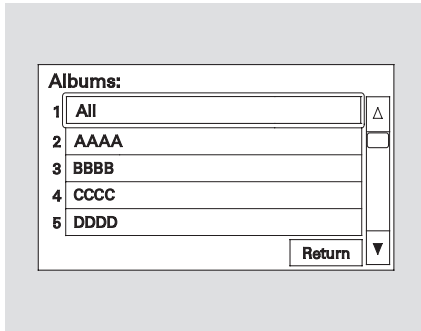 Albums:
1 All
2 AAAA
3 BBBB
4 CCCC
5 DDDD
Return